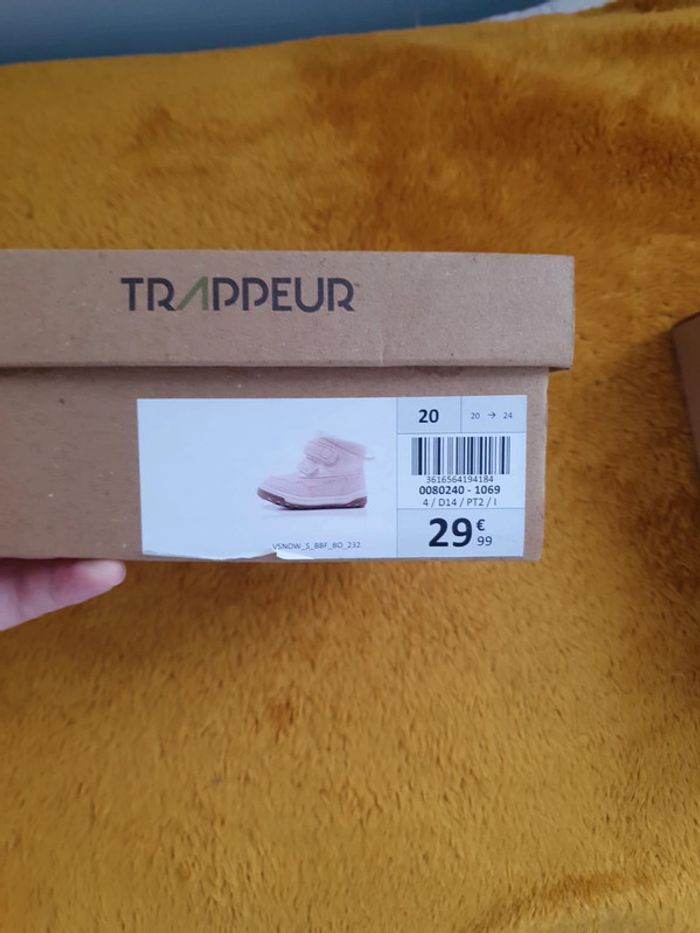 TRAPPEUR
20
20 → 24
3616564194184
0080240 - 1069
4 / D14 / PT2 / I
29 €
99
VSNOW_S_BBF_BO_232